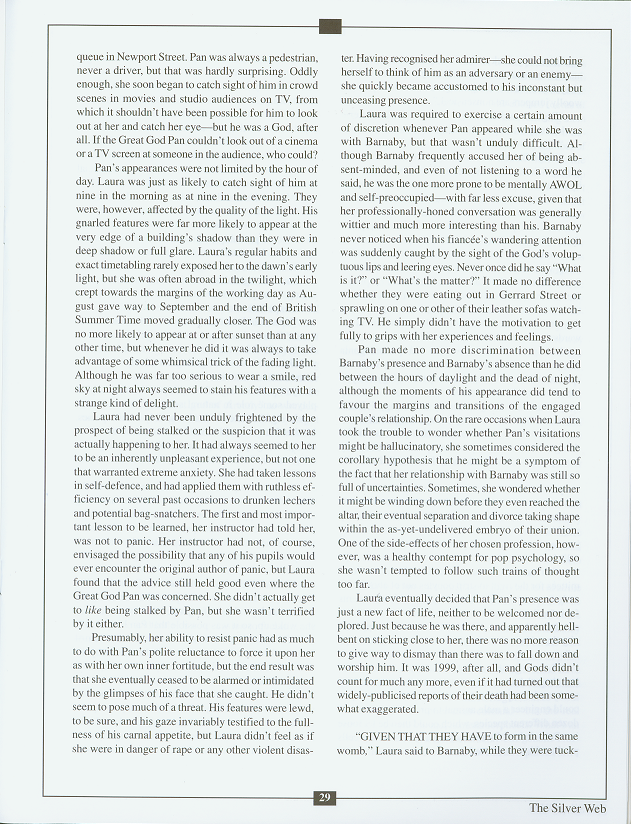 queue in Newport Street. Pan was always a pedestrian,
never a driver, but that was hardly surprising. Oddly
enough, she soon began to catch sight of him in crowd
scenes in movies and studio audiences on TV, from
which it shouldn't have been possible for him to look
out at her and catch her eye—but he was a God, after
all. If the Great God Pan couldn't look out of a cinema
or a TV screen at someone in the audience, who could?
Pan's appearances were not limited by the hour of
day. Laura was just as likely to catch sight of him at
nine in the morning as at nine in the evening. They
were, however, affected by the quality of the light. His
gnarled features were far more likely to appear at the
very edge of a building's shadow than they were in
deep shadow or full glare. Laura's regular habits and
exact timetabling rarely exposed her to the dawn's early
light, but she was often abroad in the twilight, which
crept towards the margins of the working day as Au-
gust gave way to September and the end of British
Summer Time moved gradually closer. The God was
no more likely to appear at or after sunset than at any
other time, but whenever he did it was always to take
advantage of some whimsical trick of the fading light.
Although he was far too serious to wear a smile, red
sky at night always seemed to stain his features with a
strange kind of delight.
Laura had never been unduly frightened by the
prospect of being stalked or the suspicion that it was
actually happening to her. It had always seemed to her
to be an inherently unpleasant experience, but not one
that warranted extreme anxiety. She had taken lessons
in self-defence, and had applied them with ruthless ef-
ficiency on several past occasions to drunken lechers
and potential bag-snatchers. The first and most impor-
tant lesson to be learned, her instructor had told her,
was not to panic. Her instructor had not, of course,
envisaged the possibility that any of his pupils would
ever encounter the original author of panic, but Laura
found that the advice still held good even where the
Great God Pan was concerned. She didn't actually get
to like being stalked by Pan, but she wasn't terrified
by it either.
Presumably, her ability to resist panic had as much
to do with Pan's polite reluctance to force it upon her
as with her own inner fortitude, but the end result was
that she eventually ceased to be alarmed or intimidated
by the glimpses of his face that she caught. He didn't
seem to pose much of a threat. His features were lewd,
to be sure, and his gaze invariably testified to the full-
ness of his carnal appetite, but Laura didn't feel as if
she were in danger of rape or any other violent disas-
ter. Having recognised her admirer—she could not bring
herself to think of him as an adversary or an enemy—
she quickly became accustomed to his inconstant but
unceasing presence.
Laura was required to exercise a certain amount
of discretion whenever Pan appeared while she was
with Barnaby, but that wasn't unduly difficult. Al-
though Barnaby frequently accused her of being ab-
sent-minded, and even of not listening to a word he
said, he was the one more prone to be mentally AWOL
and self-preoccupied—with far less excuse, given that
her professionally-honed conversation was generally
wittier and much more interesting than his. Barnaby
never noticed when his fiancée's wandering attention
was suddenly caught by the sight of the God's volup-
tuous lips and leering eyes. Never once did he say "What
is it?" or "What's the matter?" It made no difference
whether they were eating out in Gerrard Street or
sprawling on one or other of their leather sofas watch-
ing TV. He simply didn't have the motivation to get
fully to grips with her experiences and feelings.
Pan made no more discrimination between
Barnaby's presence and Barnaby's absence than he did
between the hours of daylight and the dead of night,
although the moments of his appearance did tend to
favour the margins and transitions of the engaged
couple's relationship. On the rare occasions when Laura
took the trouble to wonder whether Pan's visitations
might be hallucinatory, she sometimes considered the
corollary hypothesis that he might be a symptom of
the fact that her relationship with Barnaby was still so
full of uncertainties. Sometimes, she wondered whether
it might be winding down before they even reached the
altar, their eventual separation and divorce taking shape
within the as-yet-undelivered embryo of their union.
One of the side-effects of her chosen profession, how-
ever, was a healthy contempt for pop psychology, so
she wasn't tempted to follow such trains of thought
too far.
Laura eventually decided that Pan's presence was
just a new fact of life, neither to be welcomed nor de-
plored. Just because he was there, and apparently hell-
bent on sticking close to her, there was no more reason
to give way to dismay than there was to fall down and
worship him. It was 1999, after all, and Gods didn't
count for much any more, even if it had turned out that
widely-publicised reports of their death had been some-
what exaggerated.
"GIVEN THAT THEY HAVE to form in the same
womb," Laura said to Barnaby, while they were tuck-
29
The Silver Web